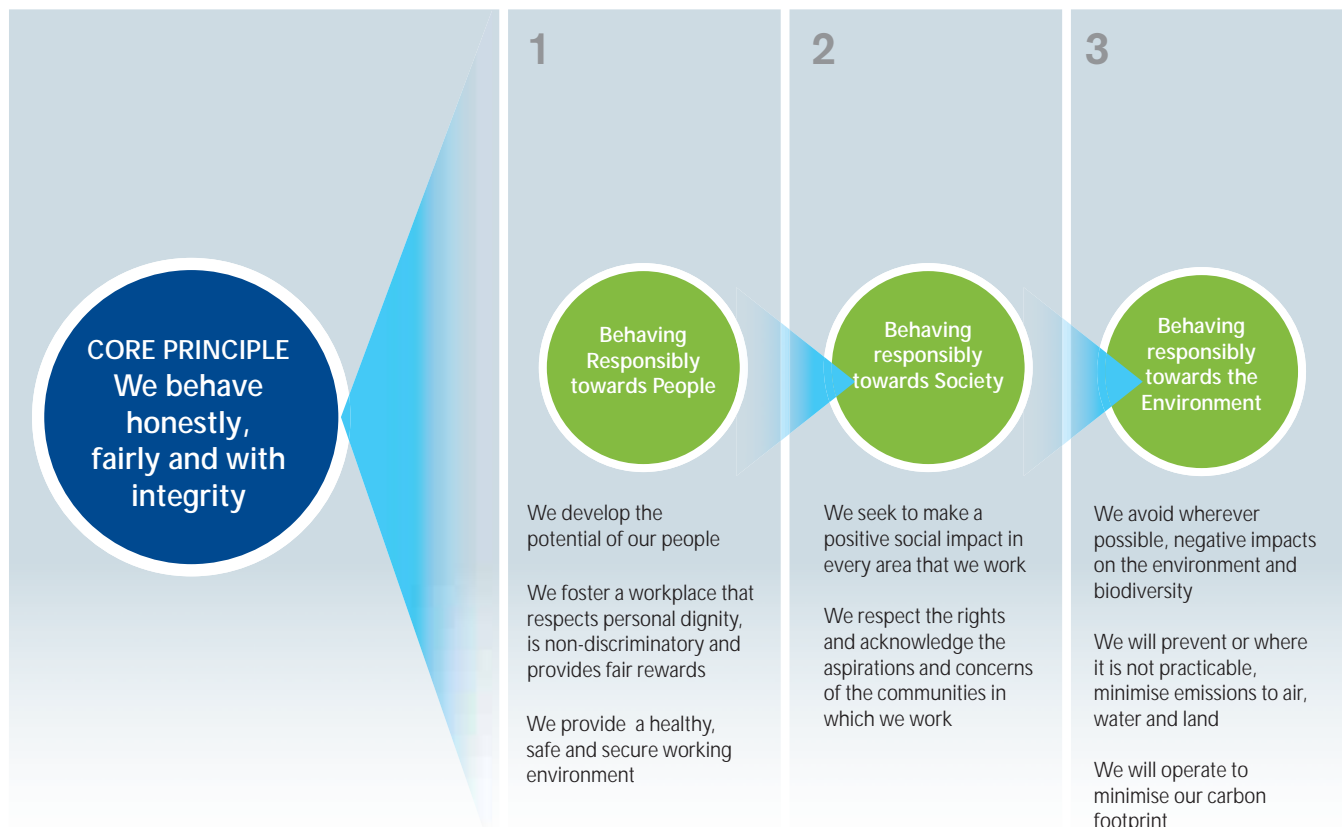 CORE PRINCIPLE
We behave
honestly,
fairly and with
integrity
1
Behaving
Responsibly
towards People
We develop the
potential of our people
We foster a workplace that
respects personal dignity,
is non-discriminatory and
provides fair rewards
We provide a healthy,
safe and secure working
environment
2
Behaving
responsibly
towards Society
We seek to make a
positive social impact in
every area that we work
We respect the rights
and acknowledge the
aspirations and concerns
of the communities in
which we work
3
Behaving
responsibly
towards the
Environment
We avoid wherever
possible, negative impacts
on the environment and
biodiversity
We will prevent or where
it is not practicable,
minimise emissions to air,
water and land
We will operate to
minimise our carbon
footprint